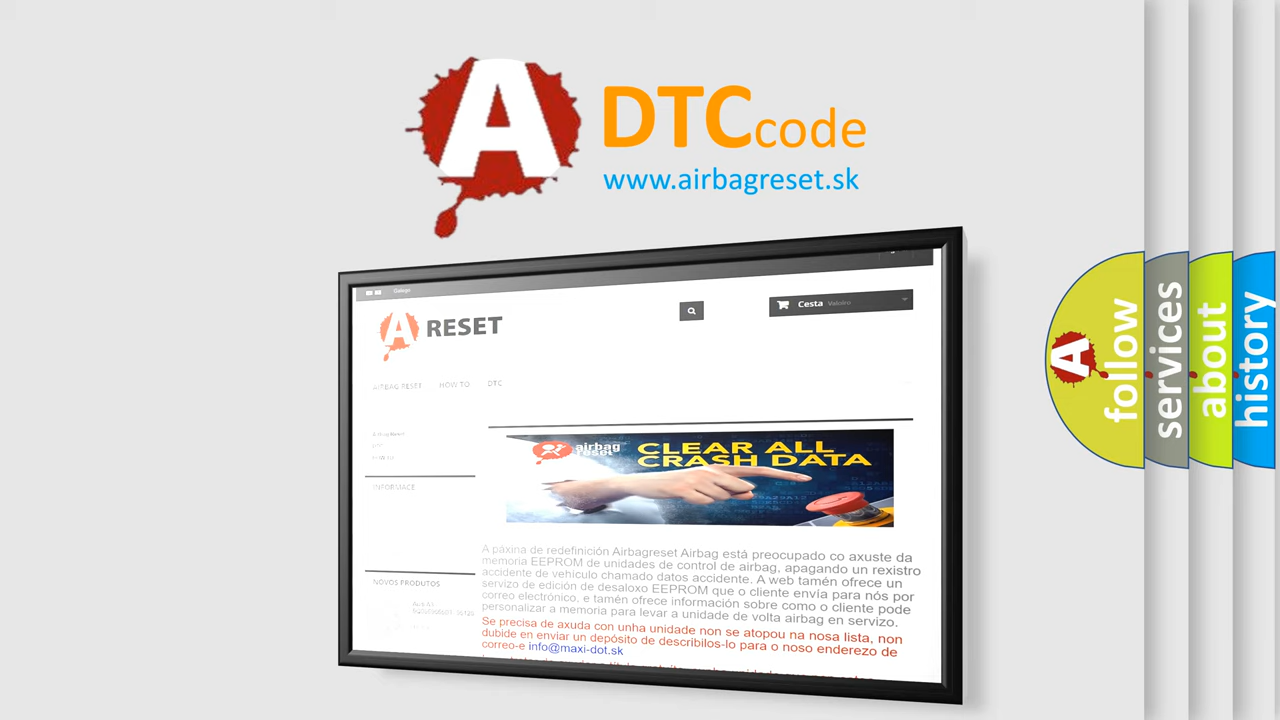 A DTCcode
www.airbagreset.sk
Galego
A RESET
Cesta Valeiro
AIRBAG RESET HOW TO DTC
CLEAR ALL
CRASH DATA
airbag
reset
INFORMACE
NOVOS PRODUTOS
A páxina de redefinición Airbagreset Airbag está preocupado co axuste da
memoria EEPROM de unidades de control de airbag, apagando un rexistro
accidente de vehículo chamado datos accidente. A web tamén ofrece un
servizo de edición de desaloxo EEPROM que o cliente envía para nós por
correo electrónico, e tamén ofrece información sobre como o cliente pode
personalizar a memoria para levar a unidade de volta airbag en servizo.
Se precisa de axuda con unha unidade non se atopou na nosa lista, non
dubide en enviar un depósito de describilos-lo para o noso enderezo de
correo-e info@maxi-dot.sk
A follow
services
about
history